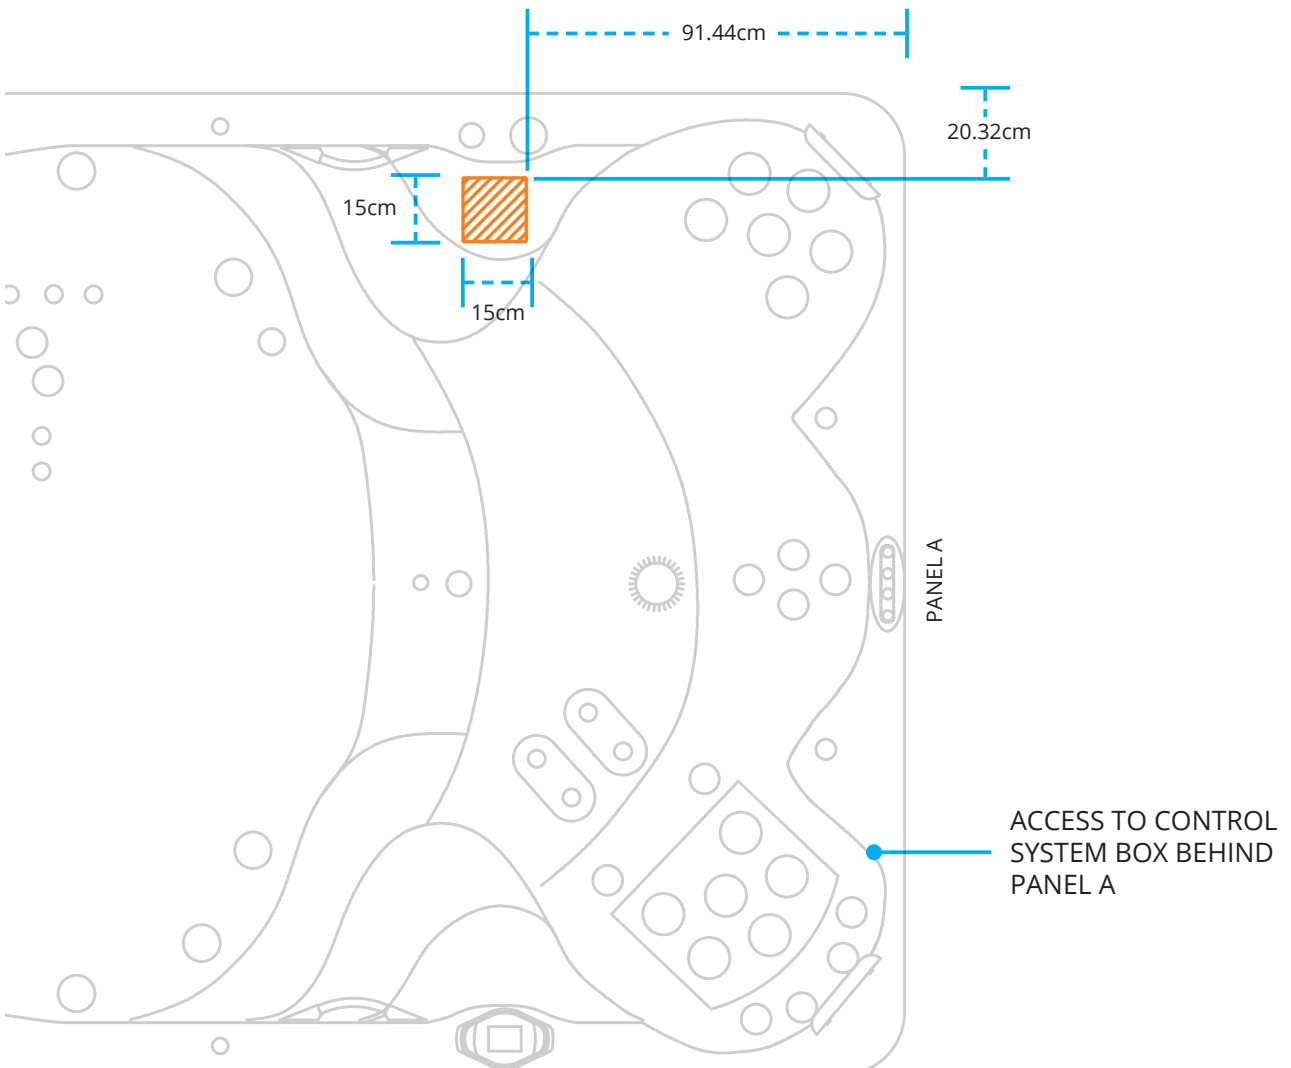 91.44cm
20.32cm
15cm
15cm
PANEL A
ACCESS TO CONTROL
SYSTEM BOX BEHIND
PANEL A